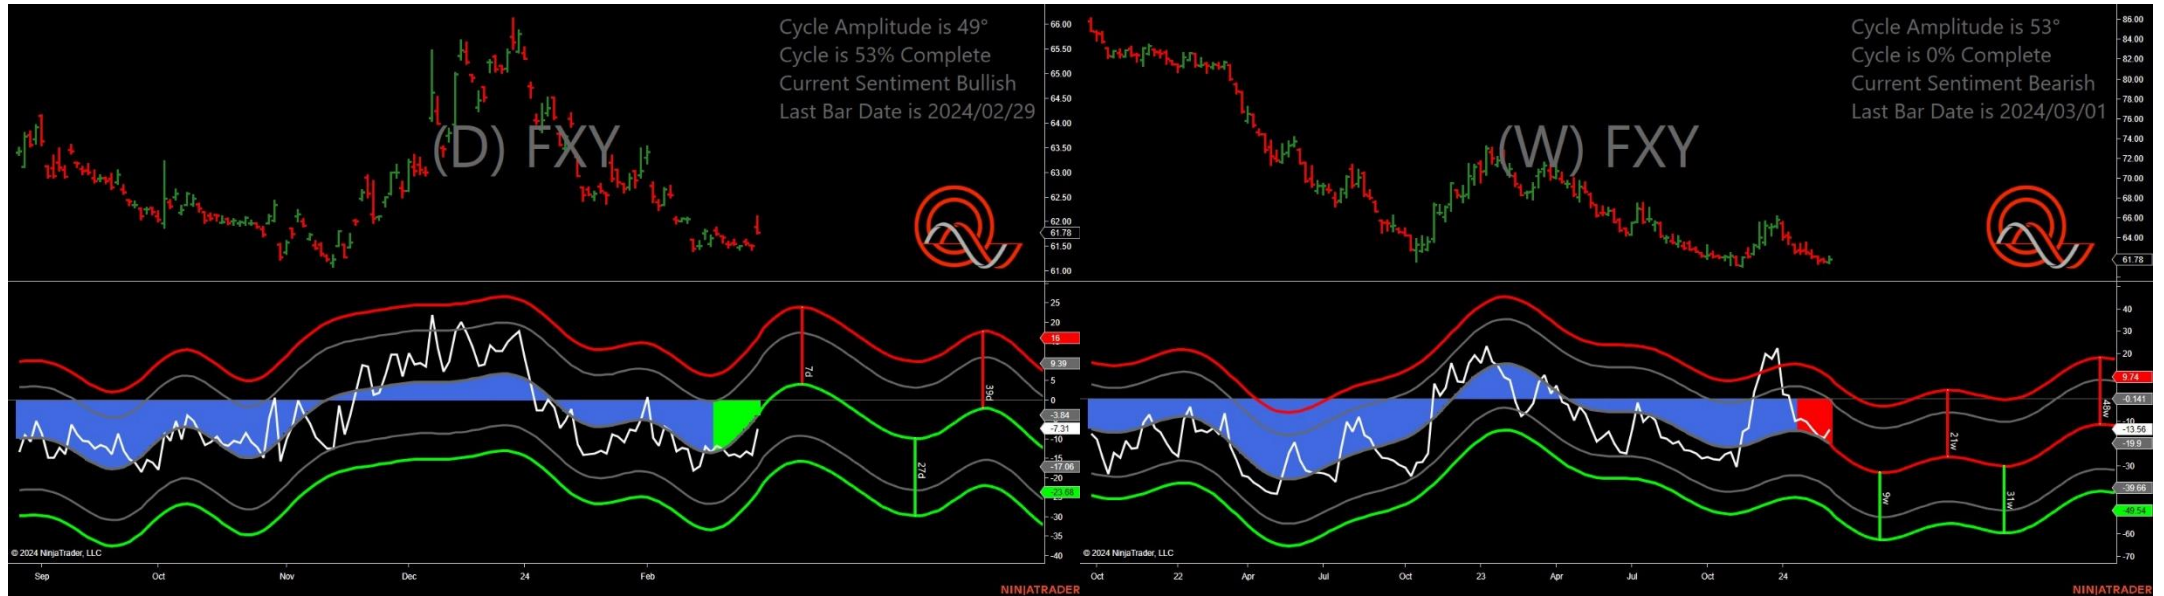 Cycle Amplitude is 49°
Cycle is 53% Complete
Current Sentiment Bullish
Last Bar Date is 2024/02/29
(D) FXY
66.00
65.50
65.00
64.50
64.00
63.50
63.00
62.50
62.00
61.78
61.50
61.00
25
20
16
9.39
5
0
-3.84
-7.31
-10
-17.06
-23.68
-30
-35
-40
7d
39d
27d
© 2024 NinjaTrader, LLC
Sep Oct Nov Dec 24 Feb
NINJATRADER
Cycle Amplitude is 53°
Cycle is 0% Complete
Current Sentiment Bearish
Last Bar Date is 2024/03/01
(W) FXY
86.00
84.00
82.00
80.00
78.00
76.00
74.00
72.00
70.00
68.00
66.00
64.00
61.78
40
30
20
9.74
-0.141
-13.56
-19.9
-30
-39.66
-49.54
-60
-70
21w
48w
9w
31w
© 2024 NinjaTrader, LLC
Oct 22 Apr Jul Oct 23 Apr Jul Oct 24
NINJATRADER